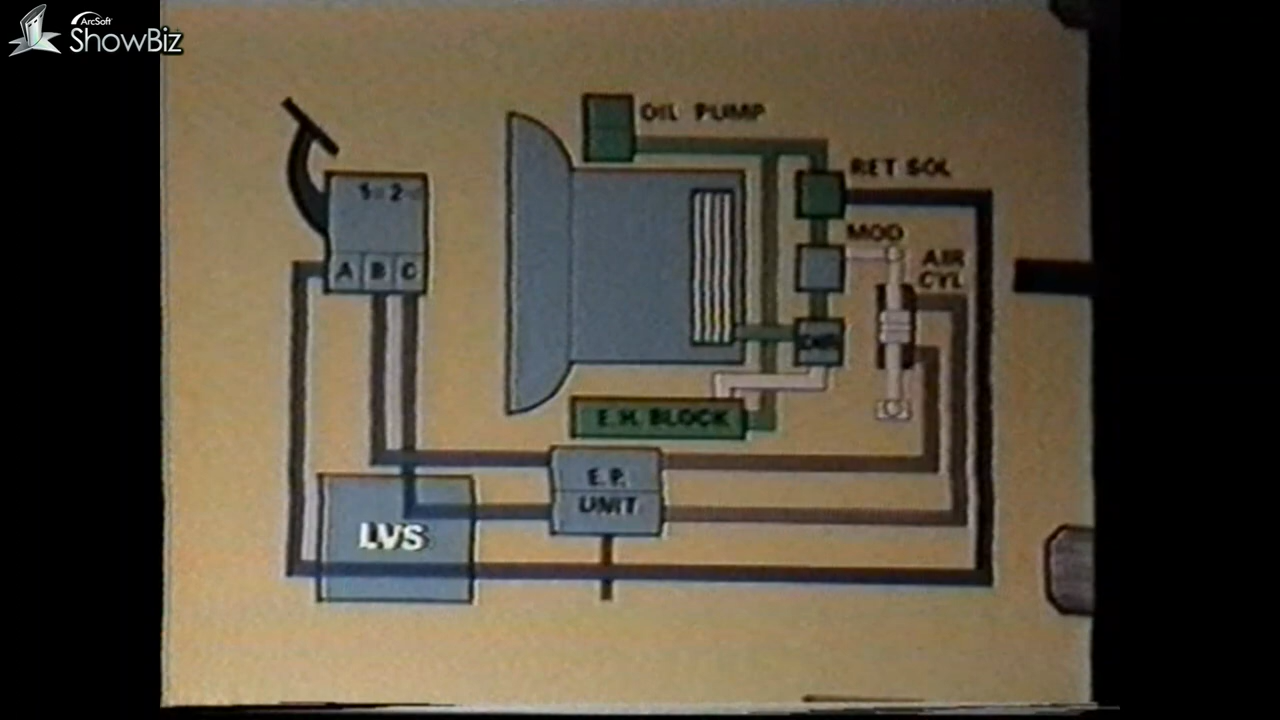 ArcSoft
ShowBiz
OIL PUMP
RET SOL
1 2
MOD
AIR
CYL
A B C
E.H. BLOCK
E.P.
UNIT
LVS